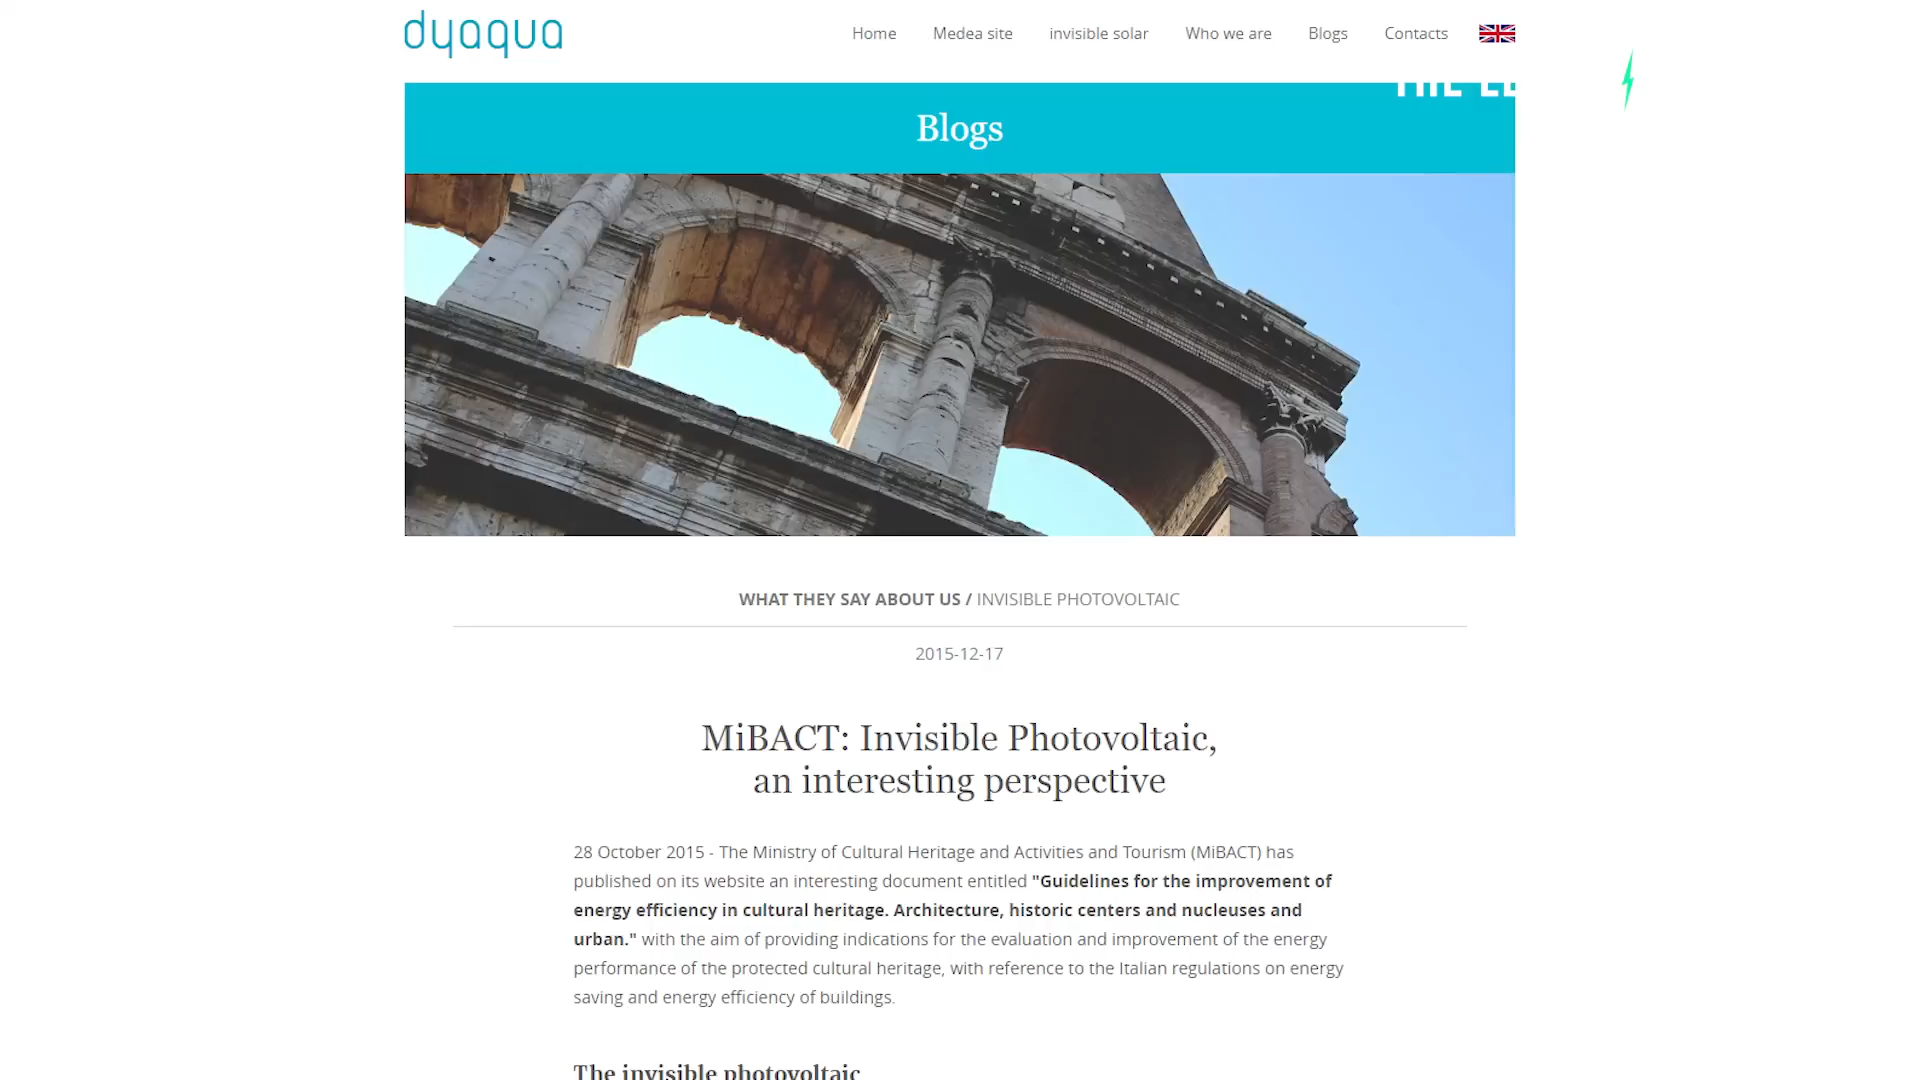 dyaqua
Home Medea site invisible solar Who we are Blogs Contacts
Blogs
WHAT THEY SAY ABOUT US / INVISIBLE PHOTOVOLTAIC
2015-12-17
MiBACT: Invisible Photovoltaic,
an interesting perspective
28 October 2015 - The Ministry of Cultural Heritage and Activities and Tourism (MiBACT) has
published on its website an interesting document entitled "Guidelines for the improvement of
energy efficiency in cultural heritage. Architecture, historic centers and nucleuses and
urban." with the aim of providing indications for the evaluation and improvement of the energy
performance of the protected cultural heritage, with reference to the Italian regulations on energy
saving and energy efficiency of buildings.
The invisible photovoltaic